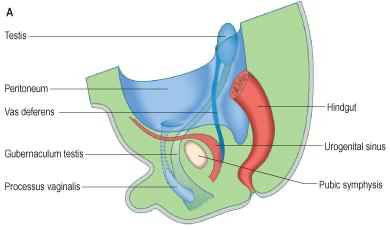 A
Testis
Peritoneum
Vas deferens
Gubernaculum testis
Processus vaginalis
Hindgut
Urogenital sinus
Pubic symphysis